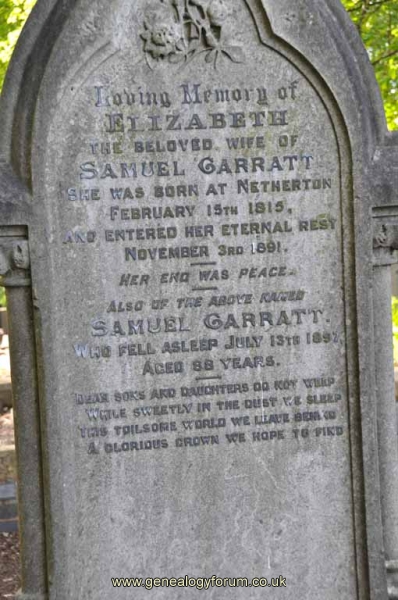 Loving Memory of
ELIZABETH
THE BELOVED WIFE OF
SAMUEL GARRATT
SHE WAS BORN AT NETHERTON
FEBRUARY 15TH 1815,
AND ENTERED HER ETERNAL REST
NOVEMBER 3RD 1891.
HER END WAS PEACE.
ALSO OF THE ABOVE NAMED
SAMUEL GARRATT.
WHO FELL ASLEEP JULY 13TH 1897,
AGED 88 YEARS.
DEAR SONS AND DAUGHTERS DO NOT WEEP
WHILE SWEETLY IN THE DUST WE SLEEP
THIS TOILSOME WORLD WE LEAVE BEHIND
A GLORIOUS CROWN WE HOPE TO FIND
www.genealogyforum.co.uk